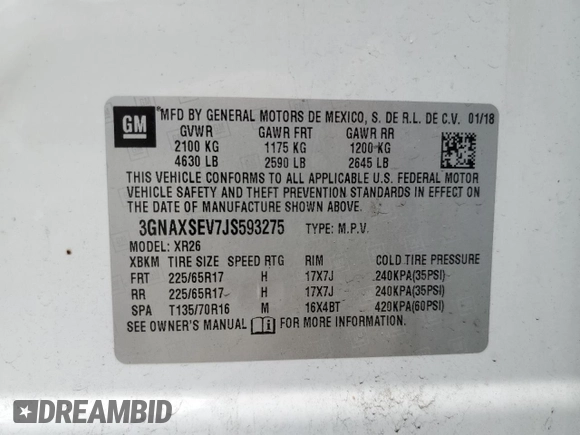 GM
*MFD BY GENERAL MOTORS DE MEXICO, S. DE R.L. DE C.V. 01/18
GVWR GAWR FRT GAWR RR
2100 KG 1175 KG 1200 KG
4630 LB 2590 LB 2645 LB
THIS VEHICLE CONFORMS TO ALL APPLICABLE U.S. FEDERAL MOTOR
VEHICLE SAFETY AND THEFT PREVENTION STANDARDS IN EFFECT ON
THE DATE OF MANUFACTURE SHOWN ABOVE.
3GNAXSEV7JS593275 TYPE: M.P.V.
MODEL: XR26
XBKM TIRE SIZE SPEED RTG RIM COLD TIRE PRESSURE
FRT 225/65R17 H 17X7J 240KPA(35PSI)
RR 225/65R17 H 17X7J 240KPA(35PSI)
SPA T135/70R16 M 16X4BT 420KPA(60PSI)
SEE OWNER'S MANUAL i FOR MORE INFORMATION.
DREAMBID